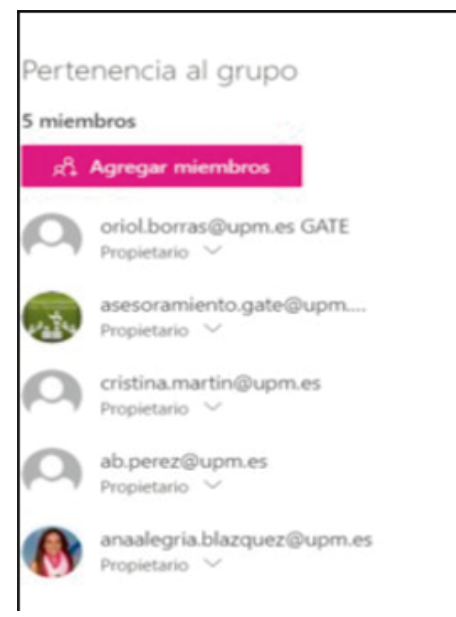 Pertenencia al grupo
5 miembros
Agregar miembros
oriol.borras@upm.es GATE
Propietario
asesoramiento.gate@upm....
Propietario
cristina.martin@upm.es
Propietario
ab.perez@upm.es
Propietario
anaalegria.blazquez@upm.es
Propietario